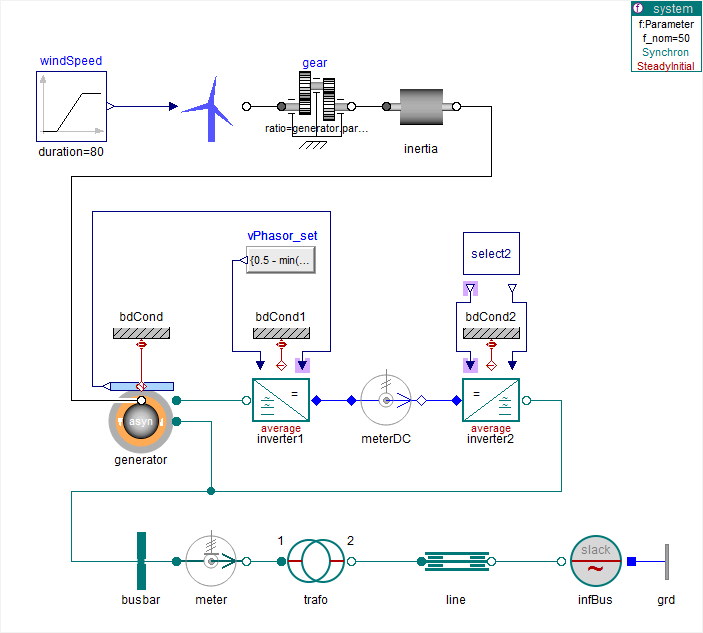 system
f:Parameter
f_nom=50
Synchron
SteadyInitial
windSpeed
duration=80
gear
ratio=generator.par...
inertia
vPhasor_set
{0.5 - min(...
select2
bdCond
bdCond1
bdCond2
=
=
asyn
average
average
generator
inverter1
meterDC
inverter2
1
2
slack
~
busbar
meter
trafo
line
infBus
grd